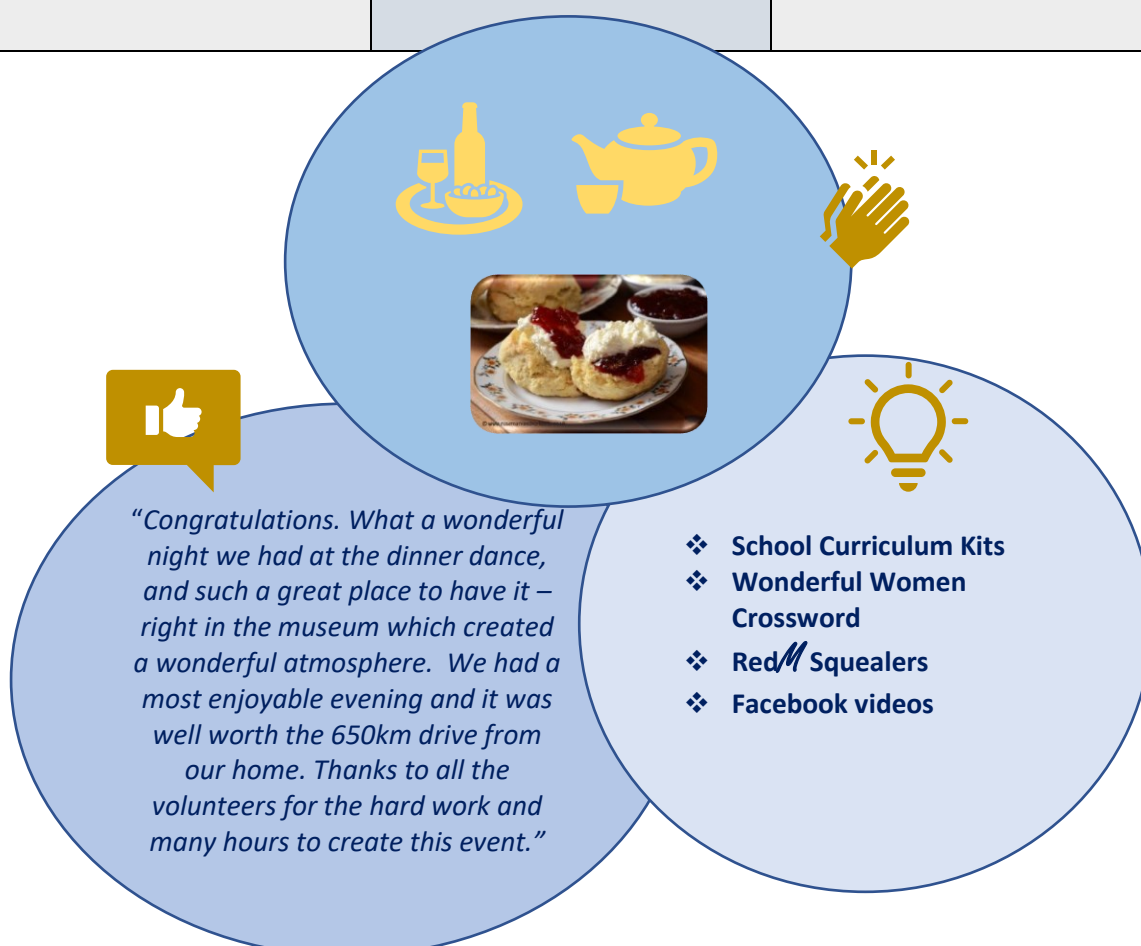 “Congratulations. What a wonderful
night we had at the dinner dance,
and such a great place to have it –
right in the museum which created
a wonderful atmosphere.  We had a
most enjoyable evening and it was
well worth the 650km drive from
our home. Thanks to all the
volunteers for the hard work and
many hours to create this event.”
❖ School Curriculum Kits
❖ Wonderful Women
Crossword
❖ RedM Squealers
❖ Facebook videos